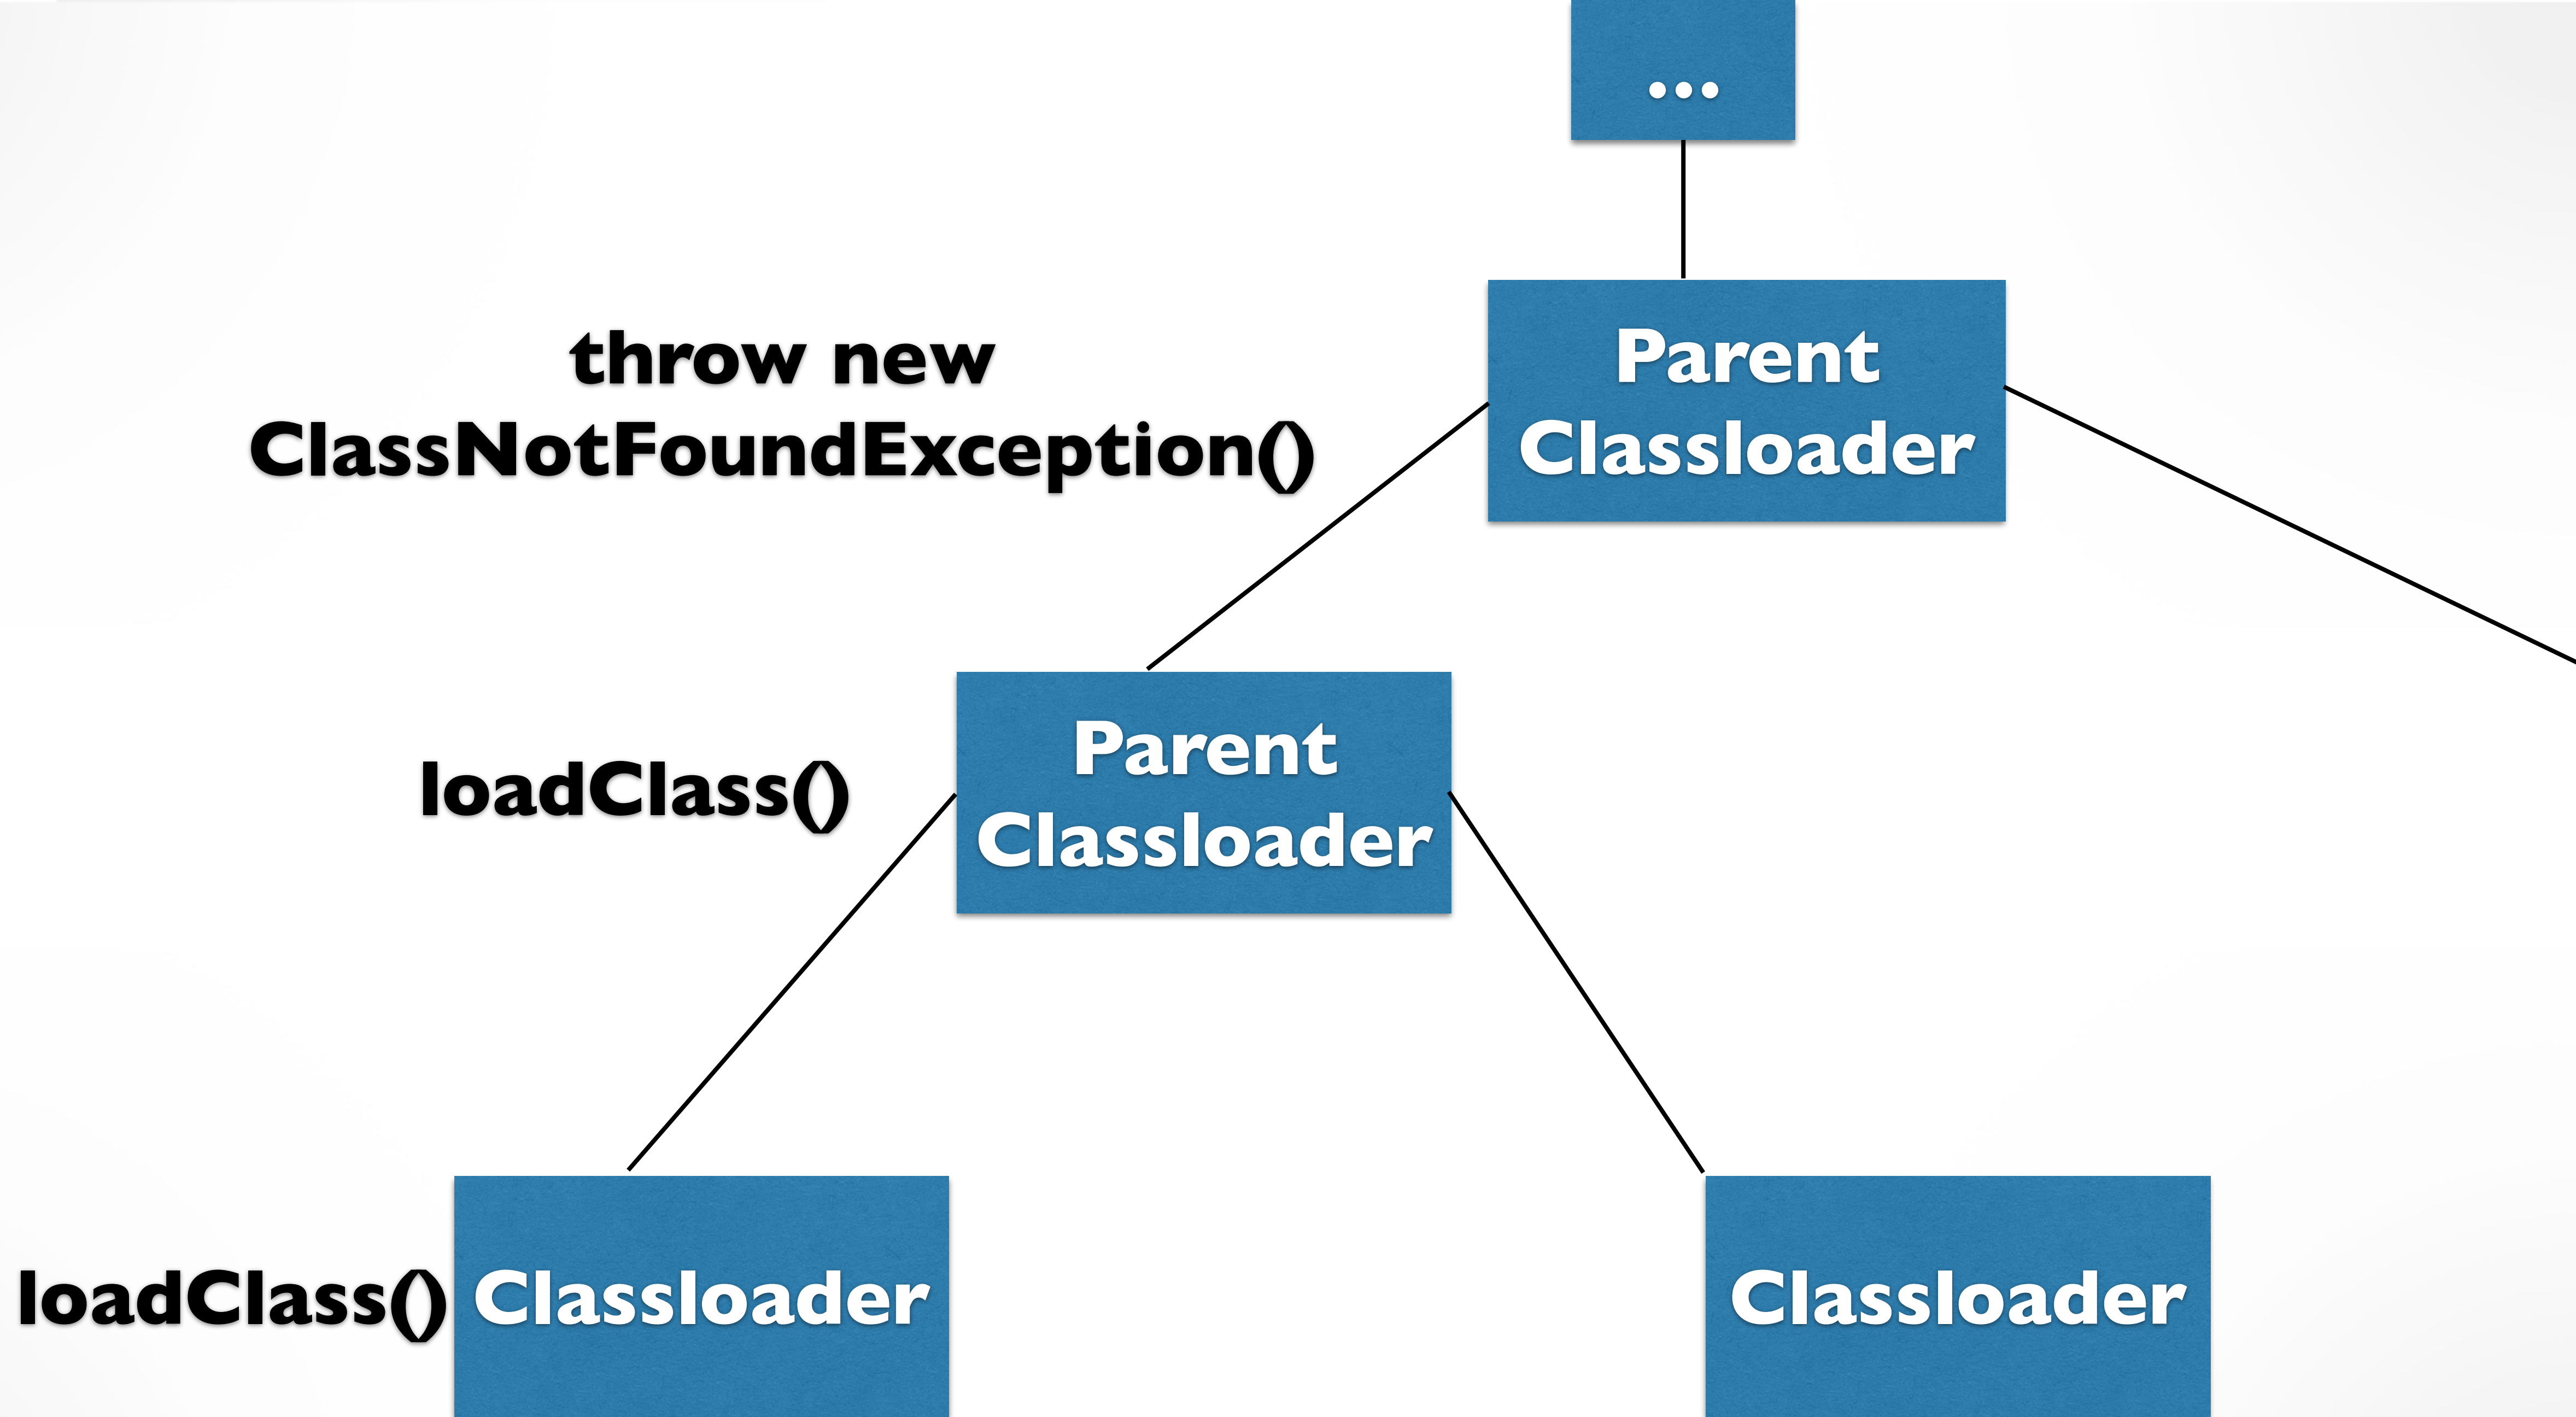 ...
throw new
ClassNotFoundException()
Parent
Classloader
loadClass()
Parent
Classloader
loadClass()
Classloader
Classloader